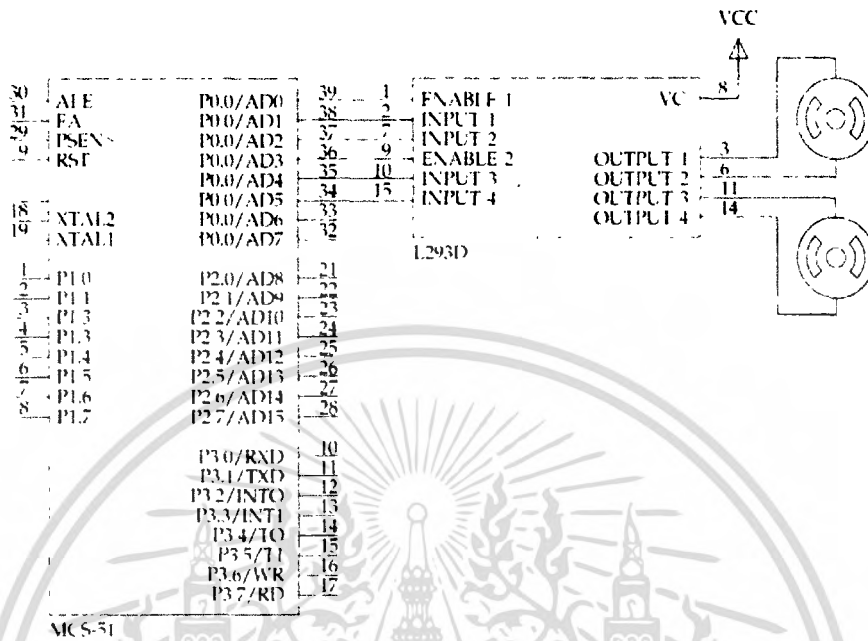 VCC
30 ALE P0.0/AD0 39 1 ENABLE 1 VC 8
31 EA P0.0/AD1 38 2 INPUT 1
29 PSEN P0.0/AD2 37 7 INPUT 2
9 RST P0.0/AD3 36 9 ENABLE 2 OUTPUT 1 3
P0.0/AD4 35 10 INPUT 3 OUTPUT 2 6
P0.0/AD5 34 15 INPUT 4 OUTPUT 3 11
18 XTAL2 P0.0/AD6 33 OUTPUT 4 14
19 XTAL1 P0.0/AD7 32
L293D
1 P1.0 P2.0/AD8 21
P1.1 P2.1/AD9 22
3 P1.3 P2.2/AD10 23
4 P1.3 P2.3/AD11 24
5 P1.4 P2.4/AD12 25
6 P1.5 P2.5/AD13 26
P1.6 P2.6/AD14 27
8 P1.7 P2.7/AD15 28
P3.0/RXD 10
P3.1/TXD 11
P3.2/INTO 12
P3.3/INT1 13
P3.4/TO 14
P3.5/T1 15
P3.6/WR 16
P3.7/RD 17
MCS-51